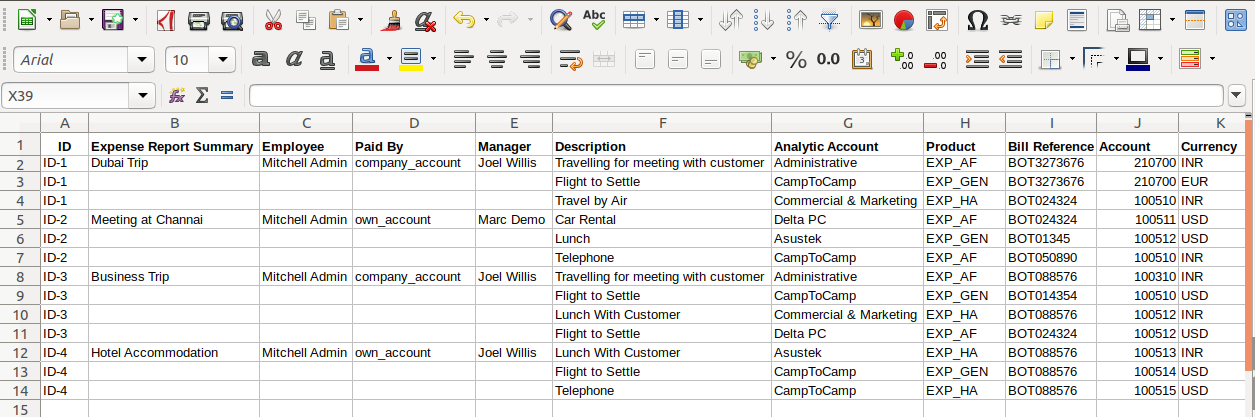 Abc
Arial 10 a a a a % 0.0 3 .00 .00
X39 fx Σ =
A B C D E F G H I J K
1 ID Expense Report Summary Employee Paid By Manager Description Analytic Account Product Bill Reference Account Currency
2 ID-1 Dubai Trip Mitchell Admin company_account Joel Willis Travelling for meeting with customer Administrative EXP_AF BOT3273676 210700 INR
3 ID-1 Flight to Settle CampToCamp EXP_GEN BOT3273676 210700 EUR
4 ID-1 Travel by Air Commercial & Marketing EXP_HA BOT024324 100510 INR
5 ID-2 Meeting at Channai Mitchell Admin own_account Marc Demo Car Rental Delta PC EXP_AF BOT024324 100511 USD
6 ID-2 Lunch Asustek EXP_GEN BOT01345 100512 USD
7 ID-2 Telephone CampToCamp EXP_AF BOT050890 100510 INR
8 ID-3 Business Trip Mitchell Admin company_account Joel Willis Travelling for meeting with customer Administrative EXP_AF BOT088576 100310 INR
9 ID-3 Flight to Settle CampToCamp EXP_GEN BOT014354 100510 USD
10 ID-3 Lunch With Customer Commercial & Marketing EXP_HA BOT088576 100512 INR
11 ID-3 Flight to Settle Delta PC EXP_AF BOT024324 100512 USD
12 ID-4 Hotel Accommodation Mitchell Admin own_account Joel Willis Lunch With Customer Asustek EXP_HA BOT088576 100513 INR
13 ID-4 Flight to Settle CampToCamp EXP_GEN BOT088576 100514 USD
14 ID-4 Telephone CampToCamp EXP_HA BOT088576 100515 USD
15